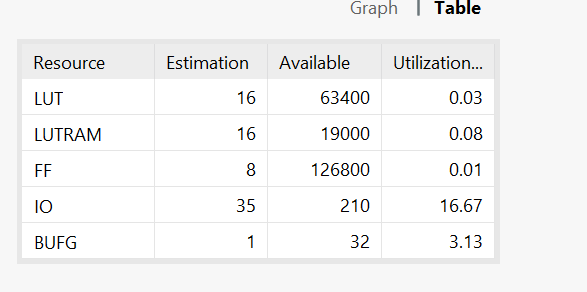 Graph | Table
Resource Estimation Available Utilization...
LUT 16 63400 0.03
LUTRAM 16 19000 0.08
FF 8 126800 0.01
IO 35 210 16.67
BUFG 1 32 3.13